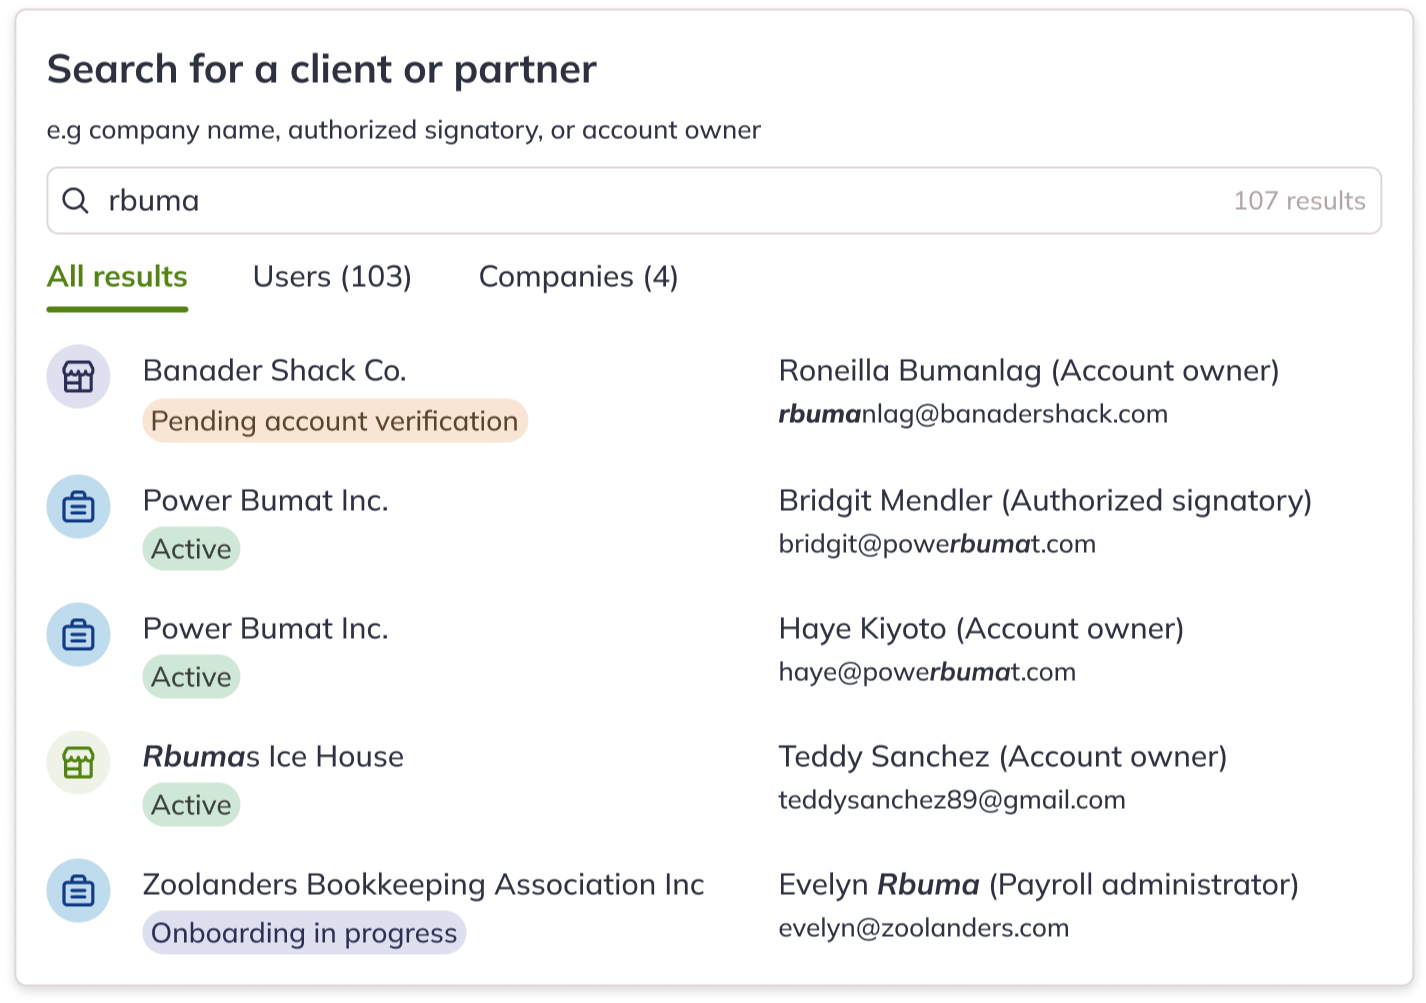 Search for a client or partner
e.g company name, authorized signatory, or account owner
rbuma 107 results
All results Users (103) Companies (4)
Banader Shack Co. Roneilla Bumanlag (Account owner)
Pending account verification rbumanlag@banadershack.com
Power Bumat Inc. Bridgit Mendler (Authorized signatory)
Active bridgit@powerbumat.com
Power Bumat Inc. Haye Kiyoto (Account owner)
Active haye@powerbumat.com
Rbumas Ice House Teddy Sanchez (Account owner)
Active teddysanchez89@gmail.com
Zoolanders Bookkeeping Association Inc Evelyn Rbuma (Payroll administrator)
Onboarding in progress evelyn@zoolanders.com